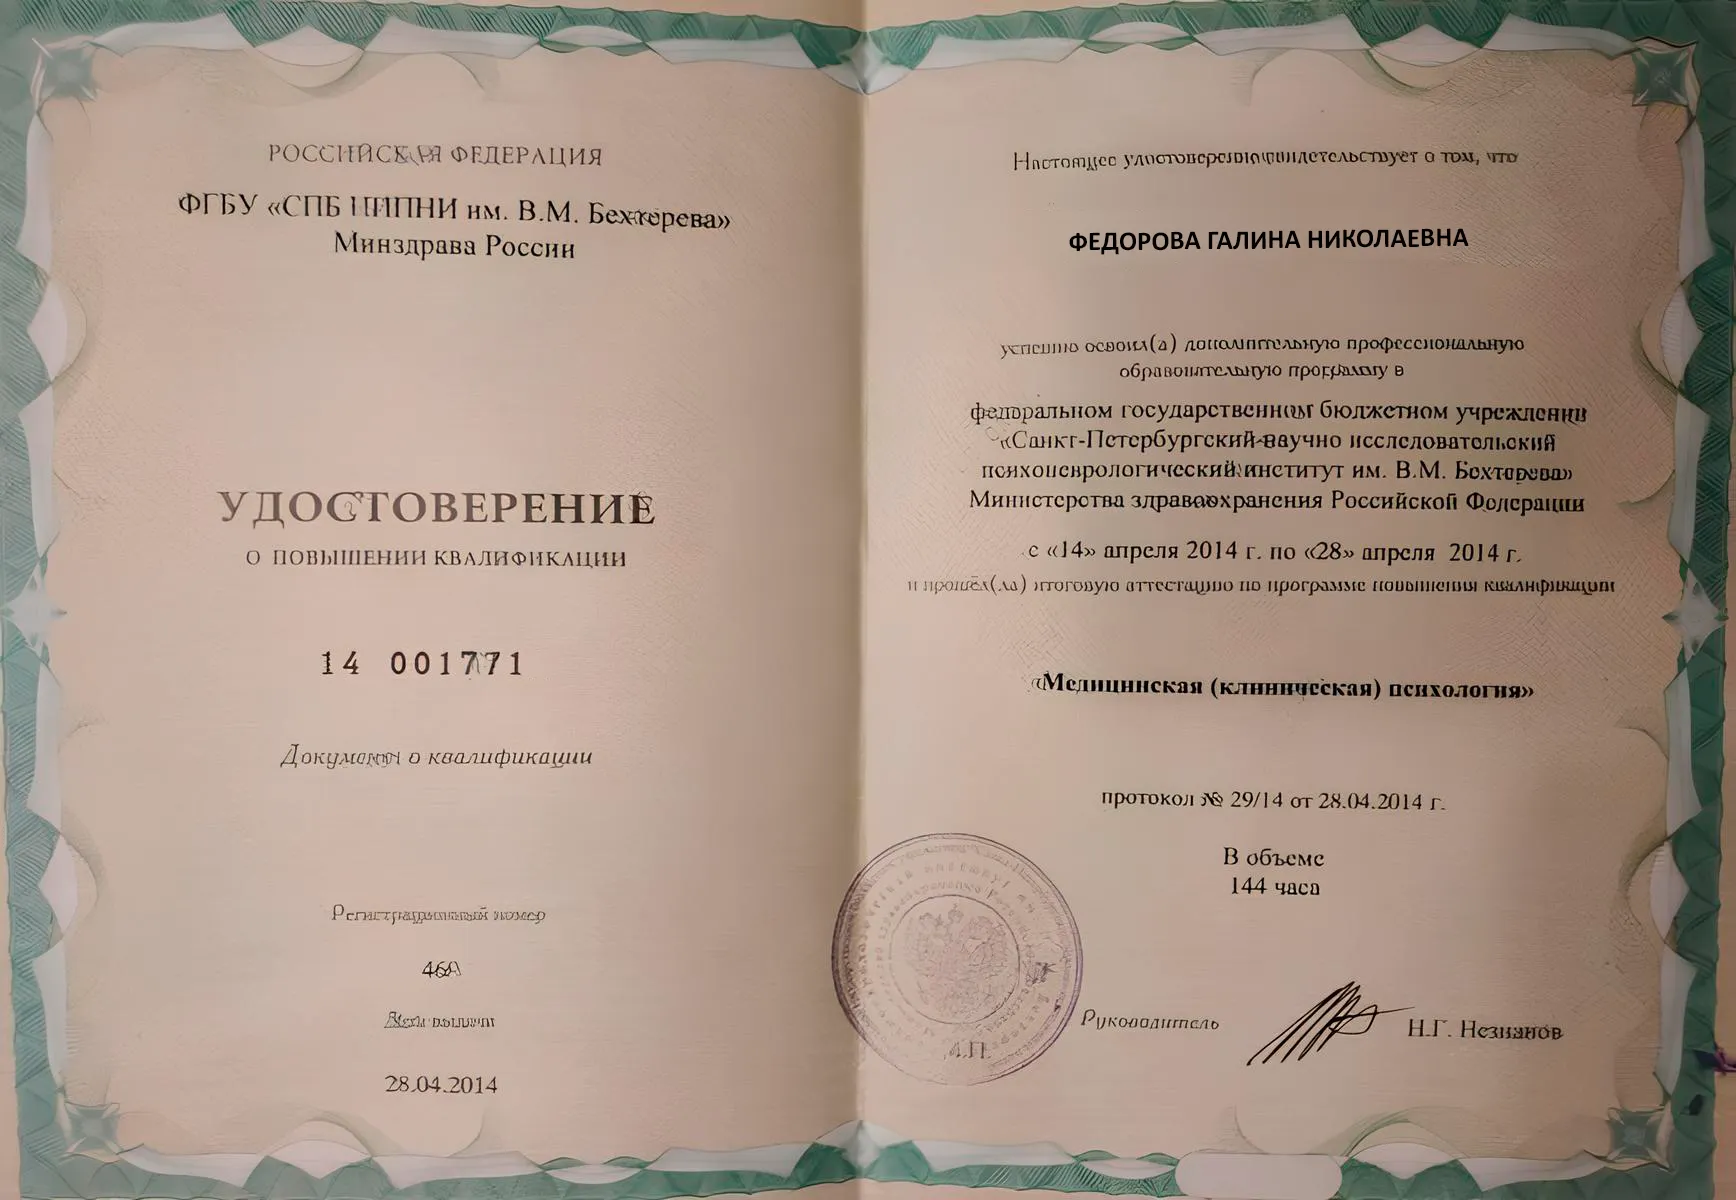 РОССИЙСКАЯ ФЕДЕРАЦИЯ
ФГБУ «СПБ им. В.М. Бехтерева»
Минздрава России
УДОСТОВЕРЕНИЕ
О ПОВЫШЕНИИ КВАЛИФИКАЦИИ
14 001771
Документ о квалификации
Регистрационный номер
28.04.2014
Настоящее удостоверение свидетельствует о том, что
ФЕДОРОВА ГАЛИНА НИКОЛАЕВНА
успешно освоил(а) дополнительную профессиональную
образовательную программу в
федеральном государственном бюджетном учреждении
«Санкт-Петербургский научно исследовательский
психоневрологический институт им. В.М. Бехтерева»
Министерства здравоохранения Российской Федерации
с «14» апреля 2014 г. по «28» апреля 2014 г.
и прошёл(ла) итоговую аттестацию по программе повышения квалификации
«Медицинская (клиническая) психология»
протокол № 29/14 от 28.04.2014 г.
В объеме
144 часа
М.П.
Руководитель
Н.Г. Незнанов